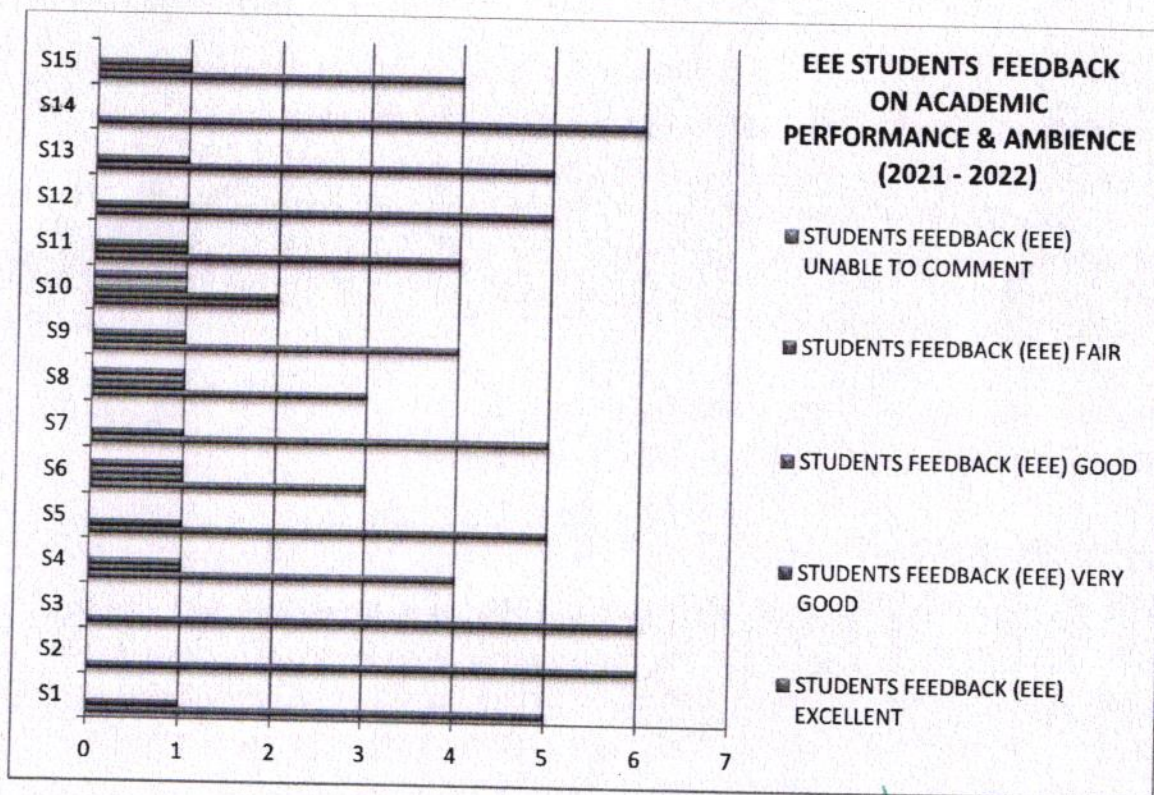 EEE STUDENTS FEEDBACK
ON ACADEMIC
PERFORMANCE & AMBIENCE
(2021 - 2022)
S15
S14
S13
S12
S11
S10
S9
S8
S7
S6
S5
S4
S3
S2
S1
0 1 2 3 4 5 6 7
STUDENTS FEEDBACK (EEE)
UNABLE TO COMMENT
STUDENTS FEEDBACK (EEE) FAIR
STUDENTS FEEDBACK (EEE) GOOD
STUDENTS FEEDBACK (EEE) VERY
GOOD
STUDENTS FEEDBACK (EEE)
EXCELLENT